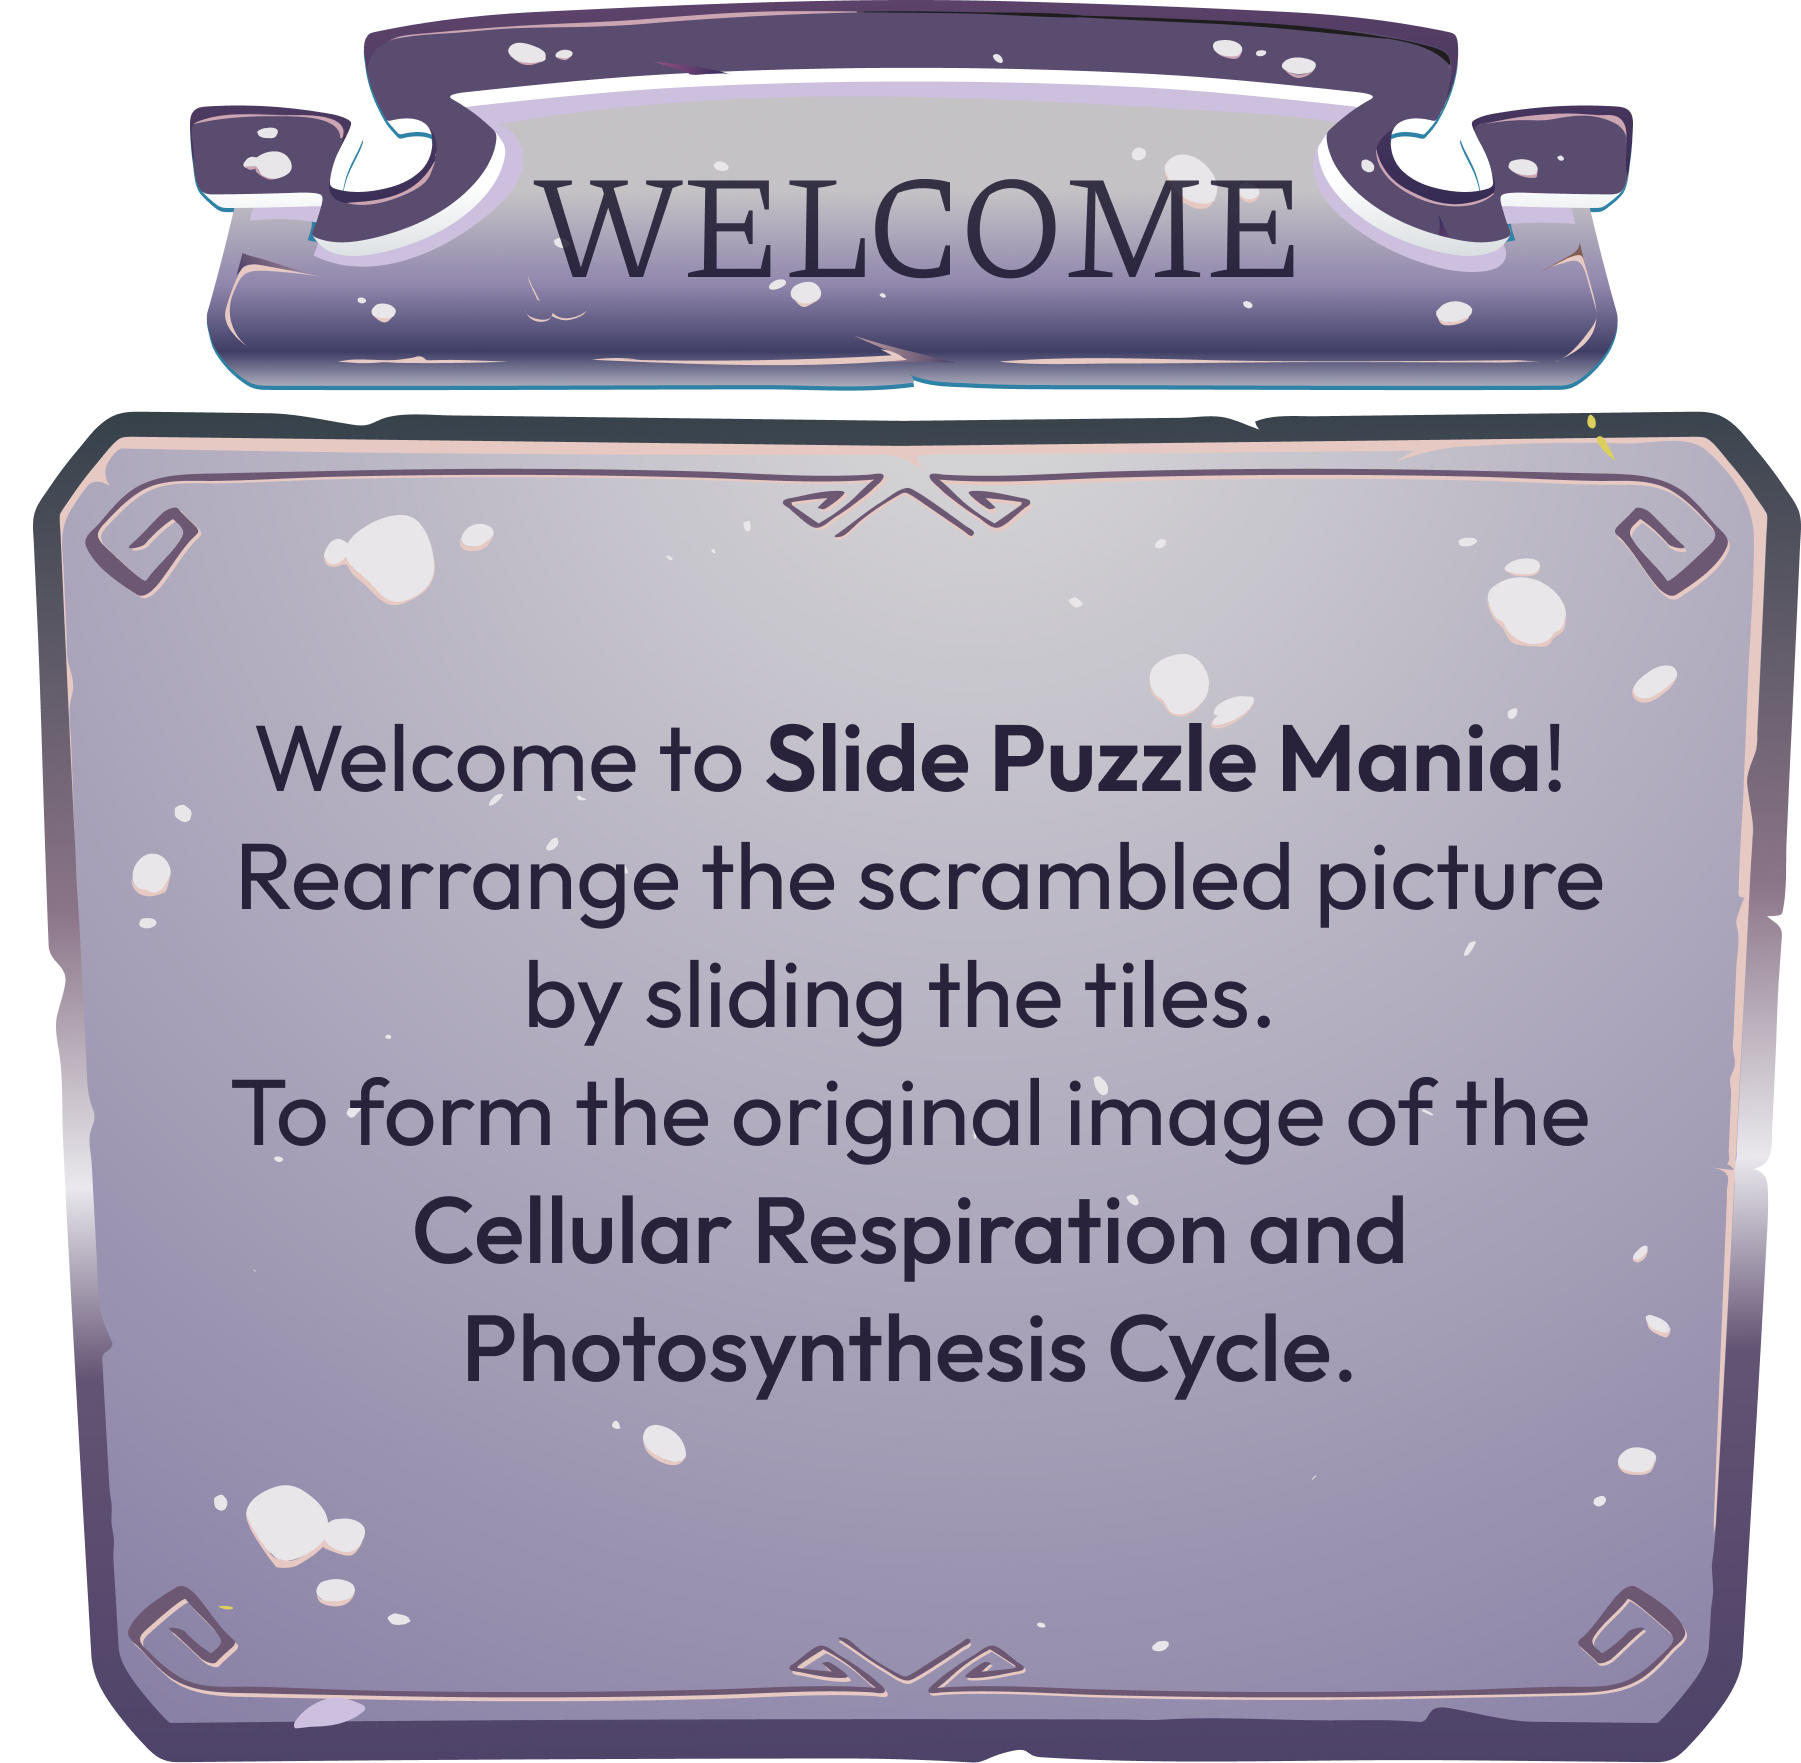 WELCOME
Welcome to Slide Puzzle Mania!
Rearrange the scrambled picture
by sliding the tiles.
To form the original image of the
Cellular Respiration and
Photosynthesis Cycle.